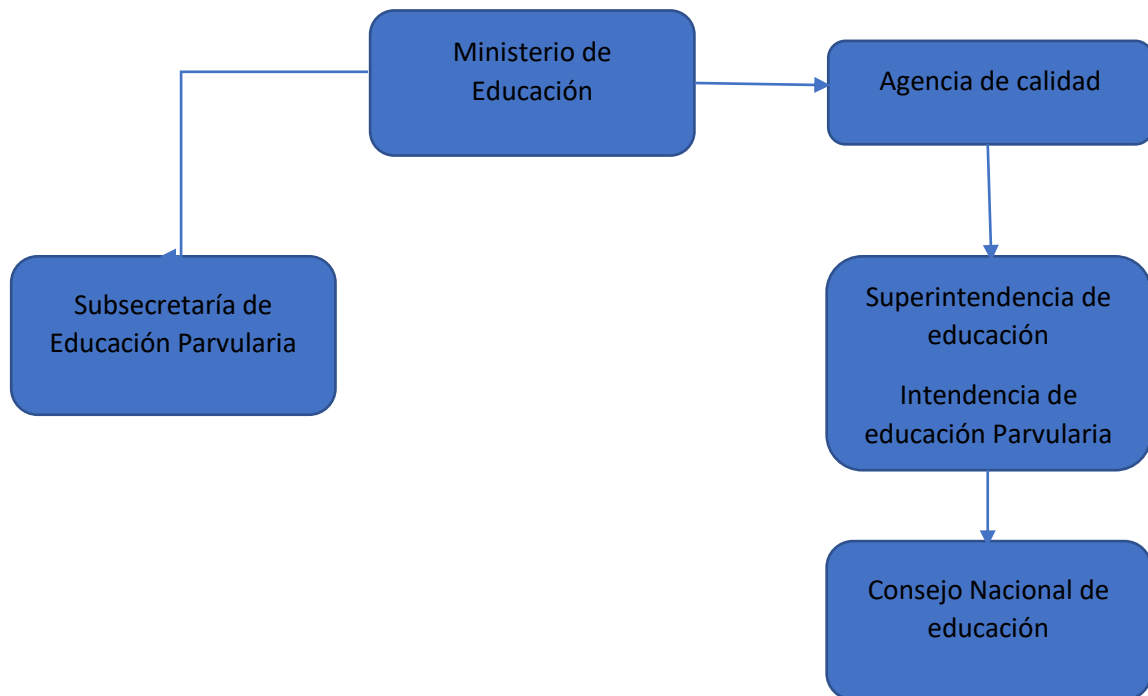 Ministerio de
Educación
Agencia de calidad
Subsecretaría de
Educación Parvularia
Superintendencia de
educación
Intendencia de
educación Parvularia
Consejo Nacional de
educación